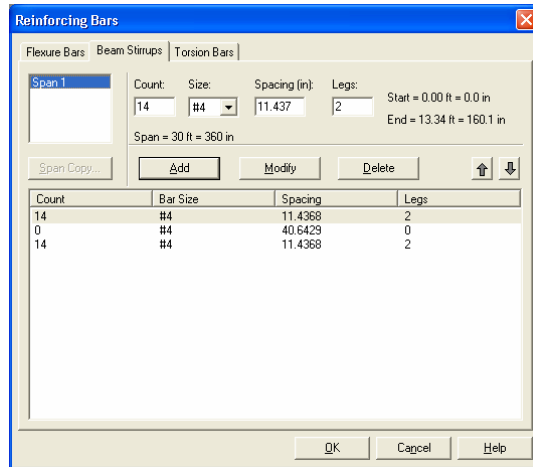 Reinforcing Bars
Flexure Bars Beam Stirrups Torsion Bars
Span 1
Count: Size: Spacing (in): Legs:
14 #4 11.437 2
Start = 0.00 ft = 0.0 in
End = 13.34 ft = 160.1 in
Span = 30 ft = 360 in
Span Copy... Add Modify Delete
Count Bar Size Spacing Legs
14 #4 11.4368 2
0 #4 40.6429 0
14 #4 11.4368 2
OK Cancel Help